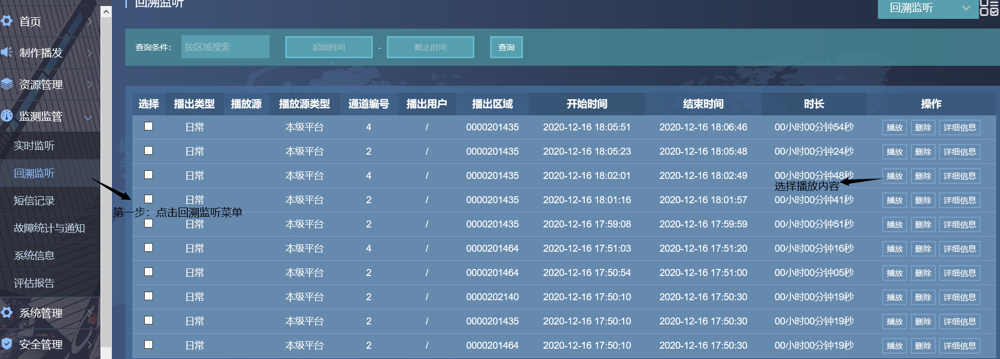 回溯监听
回溯监听
首页
制作播发
资源管理
监测监管
实时监听
回溯监听
短信记录
故障统计与通知
系统信息
评估报告
系统管理
安全管理
查询条件： 按区域搜索 起始时间 - 截止时间 查询
选择 播出类型 播放源 播放源类型 通道编号 播出用户 播出区域 开始时间 结束时间 时长 操作
日常 本级平台 4 / 0000201435 2020-12-16 18:05:51 2020-12-16 18:06:46 00小时00分钟54秒 播放 删除 详细信息
日常 本级平台 2 / 0000201435 2020-12-16 18:05:23 2020-12-16 18:05:48 00小时00分钟24秒 播放 删除 详细信息
日常 本级平台 4 / 0000201435 2020-12-16 18:02:01 2020-12-16 18:02:49 00小时00分钟48秒 播放 删除 详细信息
选择播放内容
日常 本级平台 2 / 0000201435 2020-12-16 18:01:16 2020-12-16 18:01:57 00小时00分钟41秒 播放 删除 详细信息
第一步：点击回溯监听菜单
日常 本级平台 2 / 0000201435 2020-12-16 17:59:08 2020-12-16 17:59:59 00小时00分钟51秒 播放 删除 详细信息
日常 本级平台 4 / 0000201464 2020-12-16 17:51:03 2020-12-16 17:51:20 00小时00分钟16秒 播放 删除 详细信息
日常 本级平台 2 / 0000201464 2020-12-16 17:50:54 2020-12-16 17:51:00 00小时00分钟05秒 播放 删除 详细信息
日常 本级平台 2 / 0000202140 2020-12-16 17:50:10 2020-12-16 17:50:30 00小时00分钟19秒 播放 删除 详细信息
日常 本级平台 2 / 0000201435 2020-12-16 17:50:10 2020-12-16 17:50:30 00小时00分钟19秒 播放 删除 详细信息
日常 本级平台 2 / 0000201464 2020-12-16 17:50:10 2020-12-16 17:50:30 00小时00分钟19秒 播放 删除 详细信息